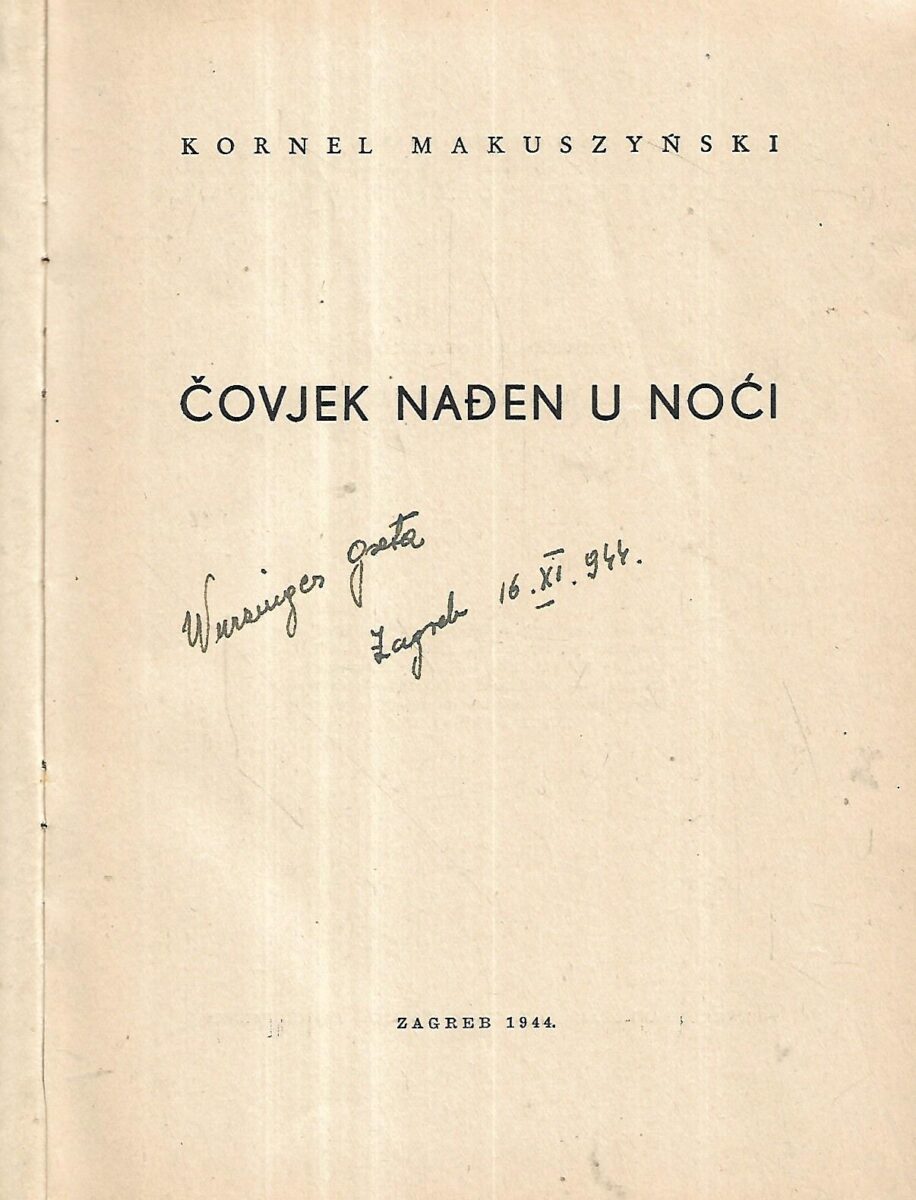 KORNEL MAKUSZYŃSKI
ČOVJEK NAĐEN U NOĆI
Wursinger Greta
Zagreb 16.XI.944.
ZAGREB 1944.